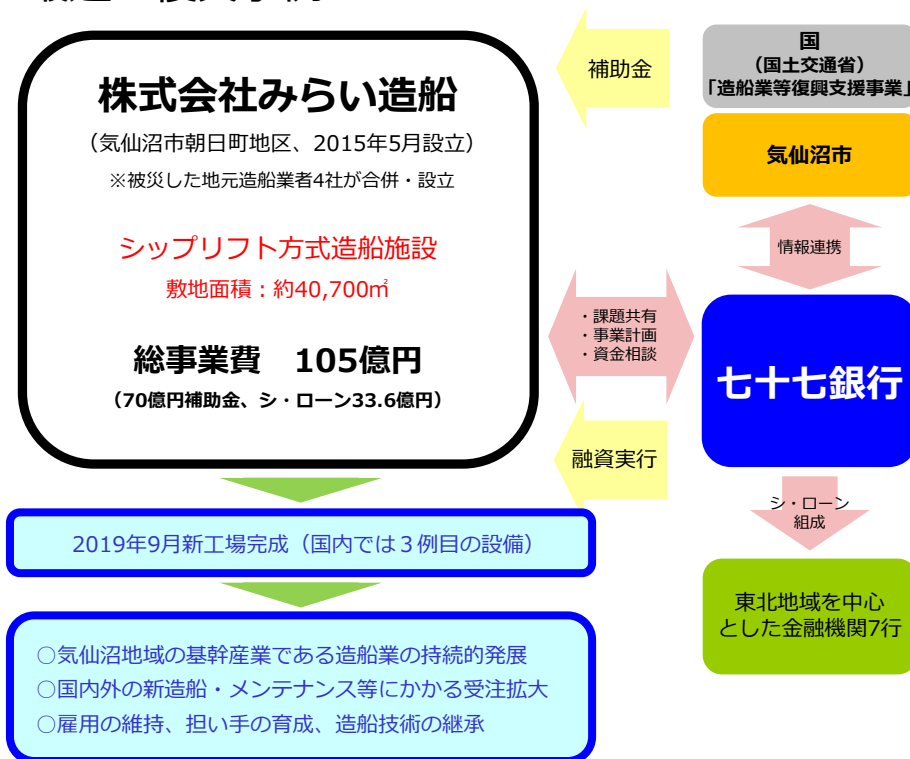 株式会社みらい造船
（気仙沼市朝日町地区、2015年5月設立）
※被災した地元造船業者4社が合併・設立
シップリフト方式造船施設
敷地面積：約40,700㎡
総事業費　105億円
（70億円補助金、シ・ローン33.6億円）
補助金
国
（国土交通省）
「造船業等復興支援事業」
気仙沼市
情報連携
・課題共有
・事業計画
・資金相談
七十七銀行
融資実行
シ・ローン
組成
東北地域を中心
とした金融機関7行
2019年9月新工場完成（国内では３例目の設備）
○気仙沼地域の基幹産業である造船業の持続的発展
○国内外の新造船・メンテナンス等にかかる受注拡大
○雇用の維持、担い手の育成、造船技術の継承